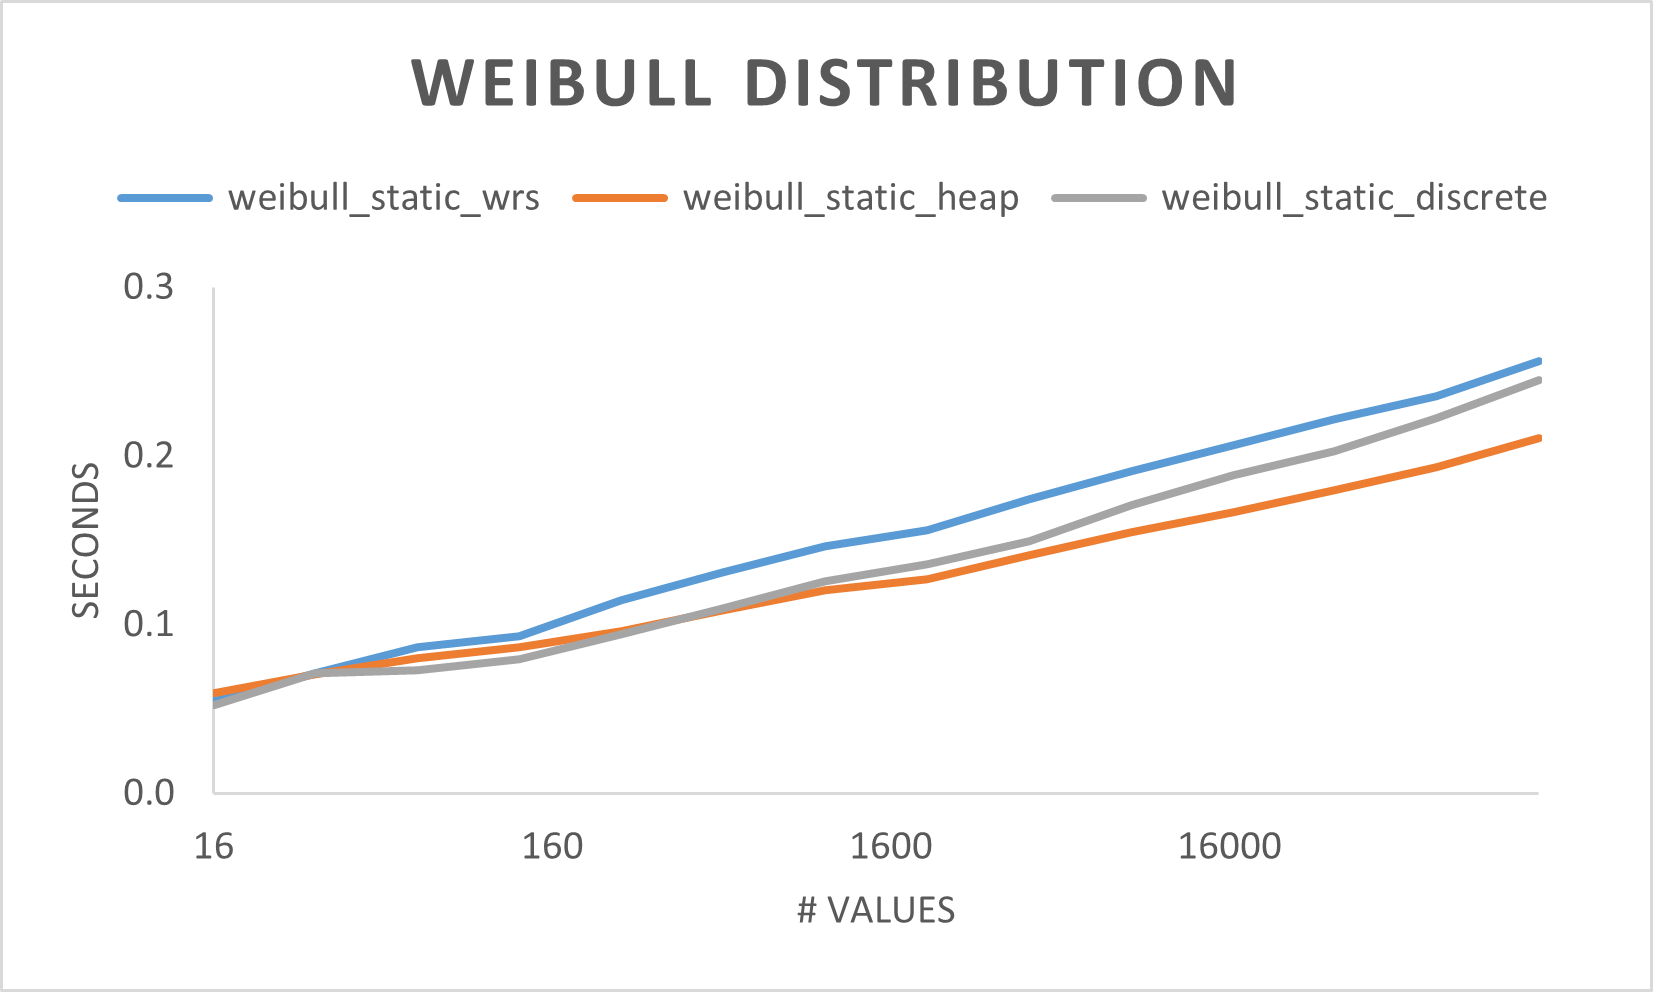 WEIBULL DISTRIBUTION
weibull_static_wrs weibull_static_heap weibull_static_discrete
0.3
0.2
0.1
0.0
SECONDS
16 160 1600 16000
# VALUES